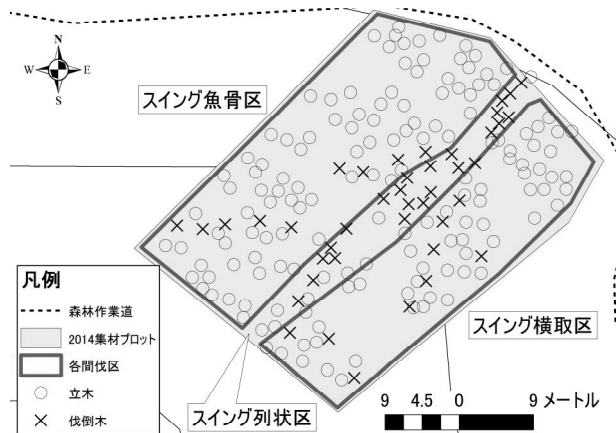 N
W E
S
スイング魚骨区
凡例
森林作業道
2014集材プロット
各間伐区
立木
伐倒木
スイング列状区
スイング横取区
9 4.5 0 9 メートル